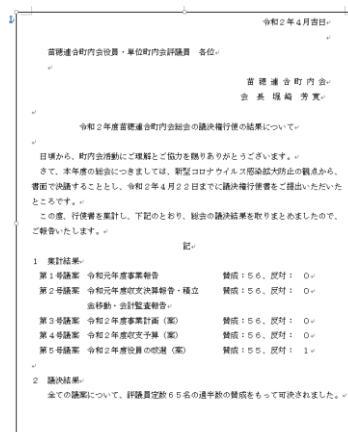 令和２年４月吉日
苗穂連合町内会役員・単位町内会評議員　各位
苗穂連合町内会
会　長　堀崎　芳寛
令和２年度苗穂連合町内会総会の議決権行使の結果について
日頃から、町内会活動にご理解とご協力を賜りありがとうございます。
さて、本年度の総会につきましては、新型コロナウイルス感染拡大防止の観点から、
書面で決議することとし、令和２年４月２２日までに議決権行使書をご提出いただいた
ところです。
この度、行使書を集計し、下記のとおり、総会の議決結果を取りまとめましたので、
ご報告いたします。
記
１　集計結果
第１号議案　令和元年度事業報告　賛成：５６、反対：　０
第２号議案　令和元年度収支決算報告・積立　賛成：５６、反対：　０
金移動・会計監査報告
第３号議案　令和２年度事業計画（案）　賛成：５６、反対：　０
第４号議案　令和２年度収支予算（案）　賛成：５６、反対：　０
第５号議案　令和２年度役員の改選（案）　賛成：５５、反対：　１
２　議決結果
全ての議案について、評議員定数６５名の過半数の賛成をもって可決されました。